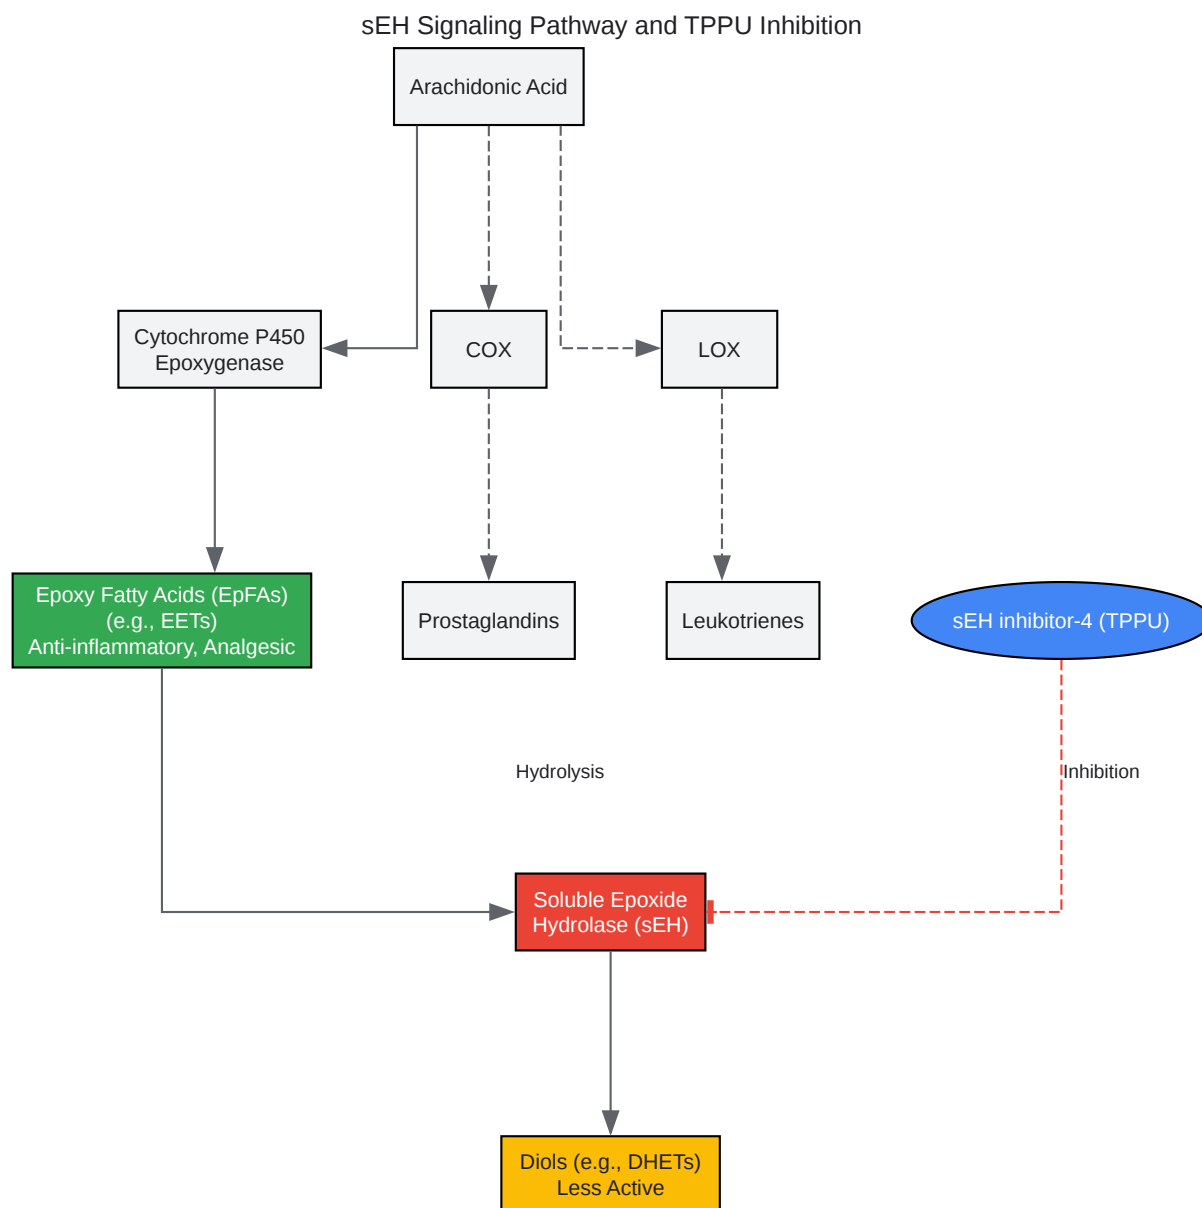 sEH Signaling Pathway and TPPU Inhibition
Arachidonic Acid
Cytochrome P450
Epoxygenase
COX
LOX
Epoxy Fatty Acids (EpFAs)
(e.g., EETs)
Anti-inflammatory, Analgesic
Prostaglandins
Leukotrienes
sEH inhibitor-4 (TPPU)
Hydrolysis
Inhibition
Soluble Epoxide
Hydrolase (sEH)
Diols (e.g., DHETs)
Less Active